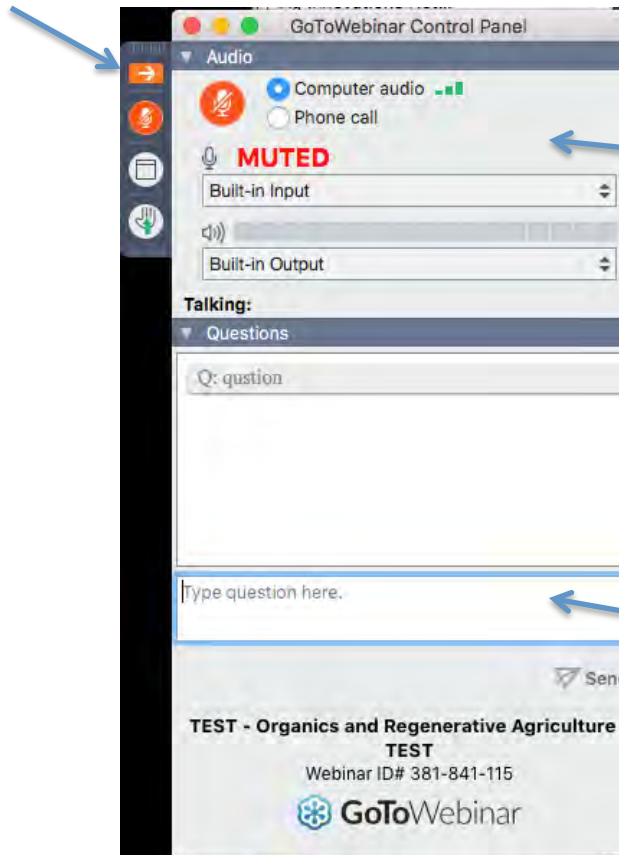 GoToWebinar Control Panel
Audio
Computer audio
Phone call
MUTED
Built-in Input
Built-in Output
Talking:
Questions
Q: qustion
Type question here.
Sen
TEST - Organics and Regenerative Agriculture
TEST
Webinar ID# 381-841-115
GoToWebinar